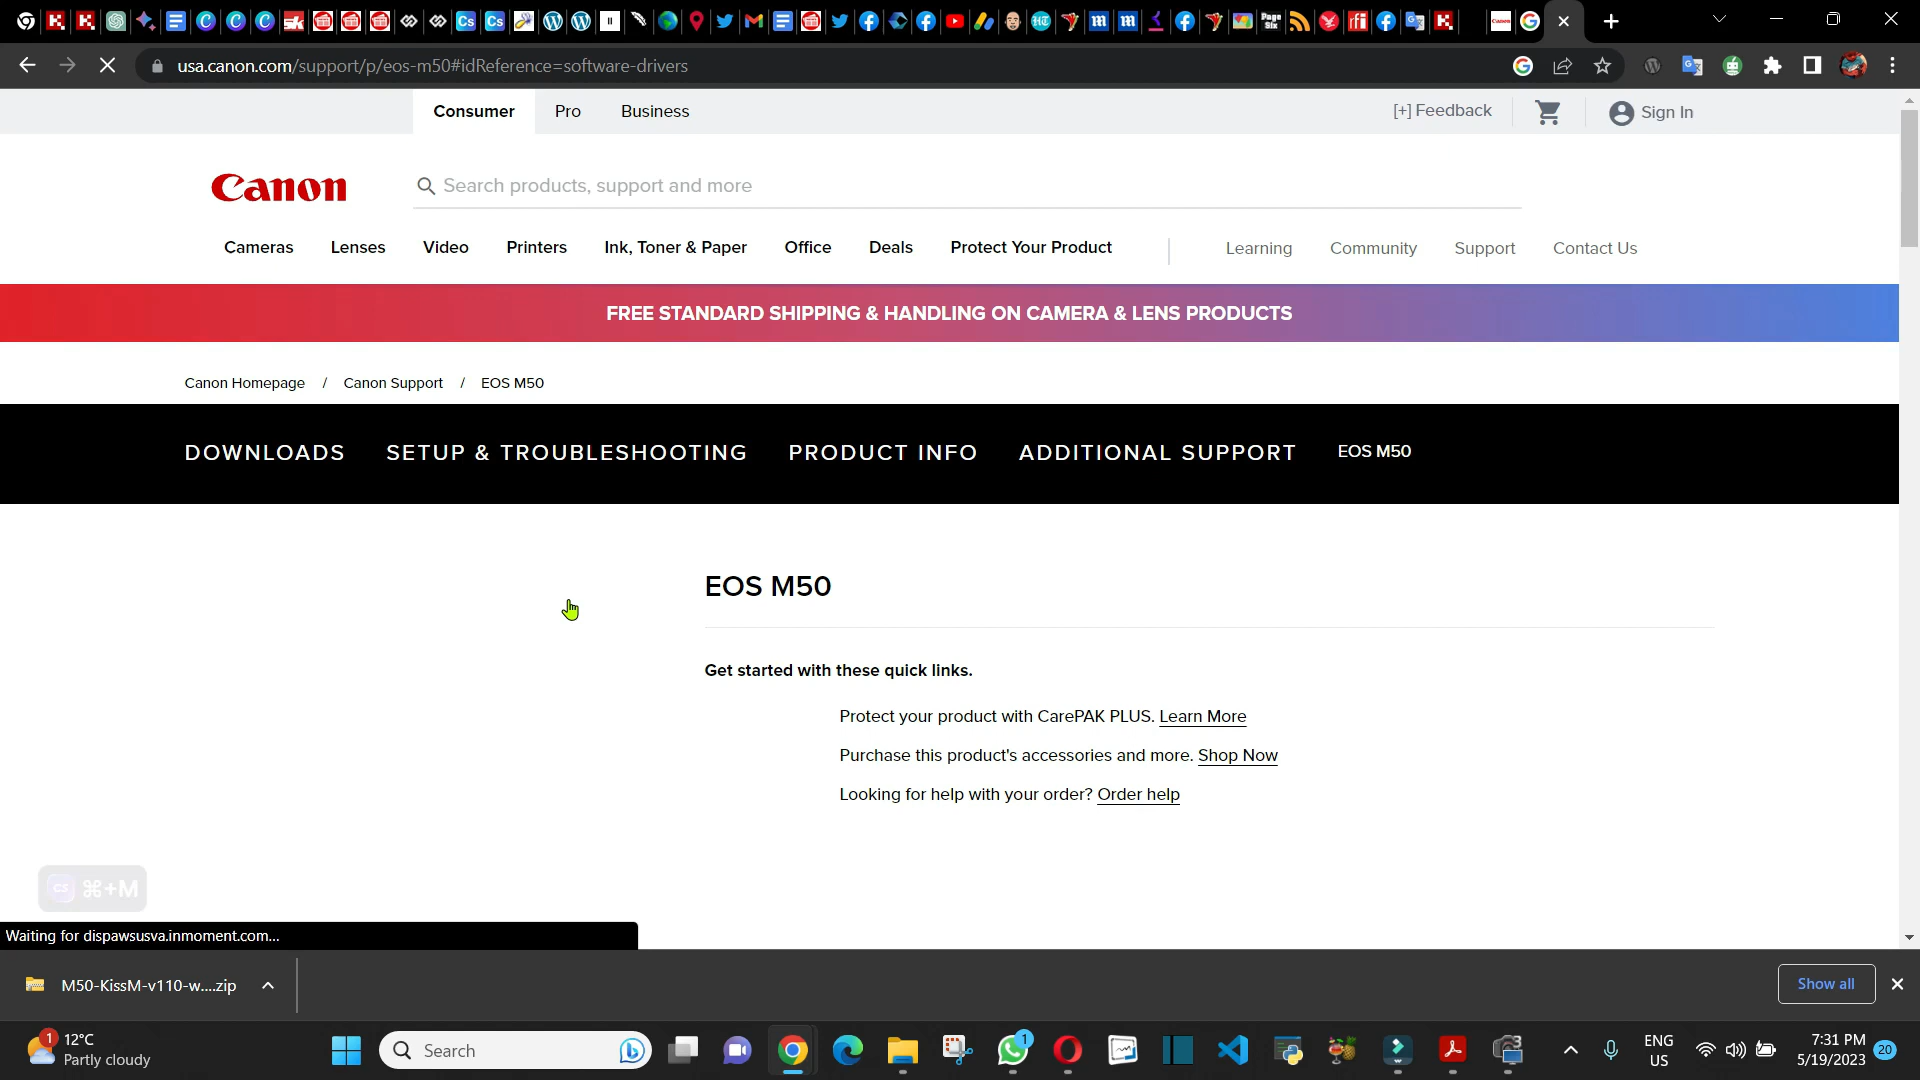 usa.canon.com/support/p/eos-m50#idReference=software-drivers
Consumer Pro Business [+] Feedback Sign In
Canon Search products, support and more
Cameras Lenses Video Printers Ink, Toner & Paper Office Deals Protect Your Product Learning Community Support Contact Us
FREE STANDARD SHIPPING & HANDLING ON CAMERA & LENS PRODUCTS
Canon Homepage / Canon Support / EOS M50
DOWNLOADS SETUP & TROUBLESHOOTING PRODUCT INFO ADDITIONAL SUPPORT EOS M50
EOS M50
Get started with these quick links.
Protect your product with CarePAK PLUS. Learn More
Purchase this product's accessories and more. Shop Now
Looking for help with your order? Order help
CS ⌘+M
Waiting for dispawsusva.inmoment.com...
M50-KissM-v110-w....zip Show all
1 12°C
Partly cloudy
Search
1
ENG
US
7:31 PM
5/19/2023
20